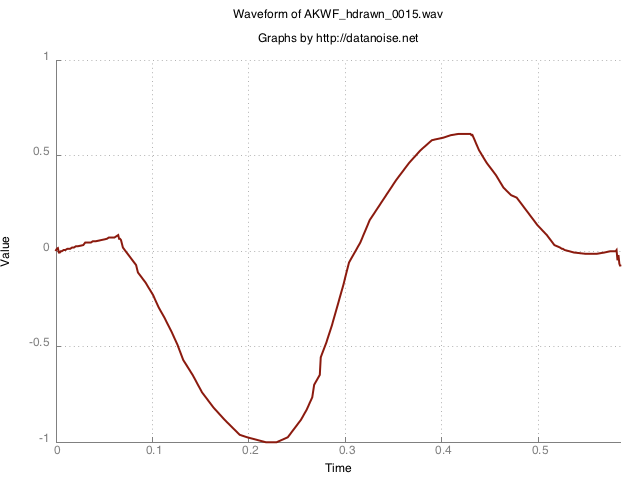 Waveform of AKWF_hdrawn_0015.wav
Graphs by http://datanoise.net
1
0.5
0
-0.5
-1
Value
0 0.1 0.2 0.3 0.4 0.5
Time